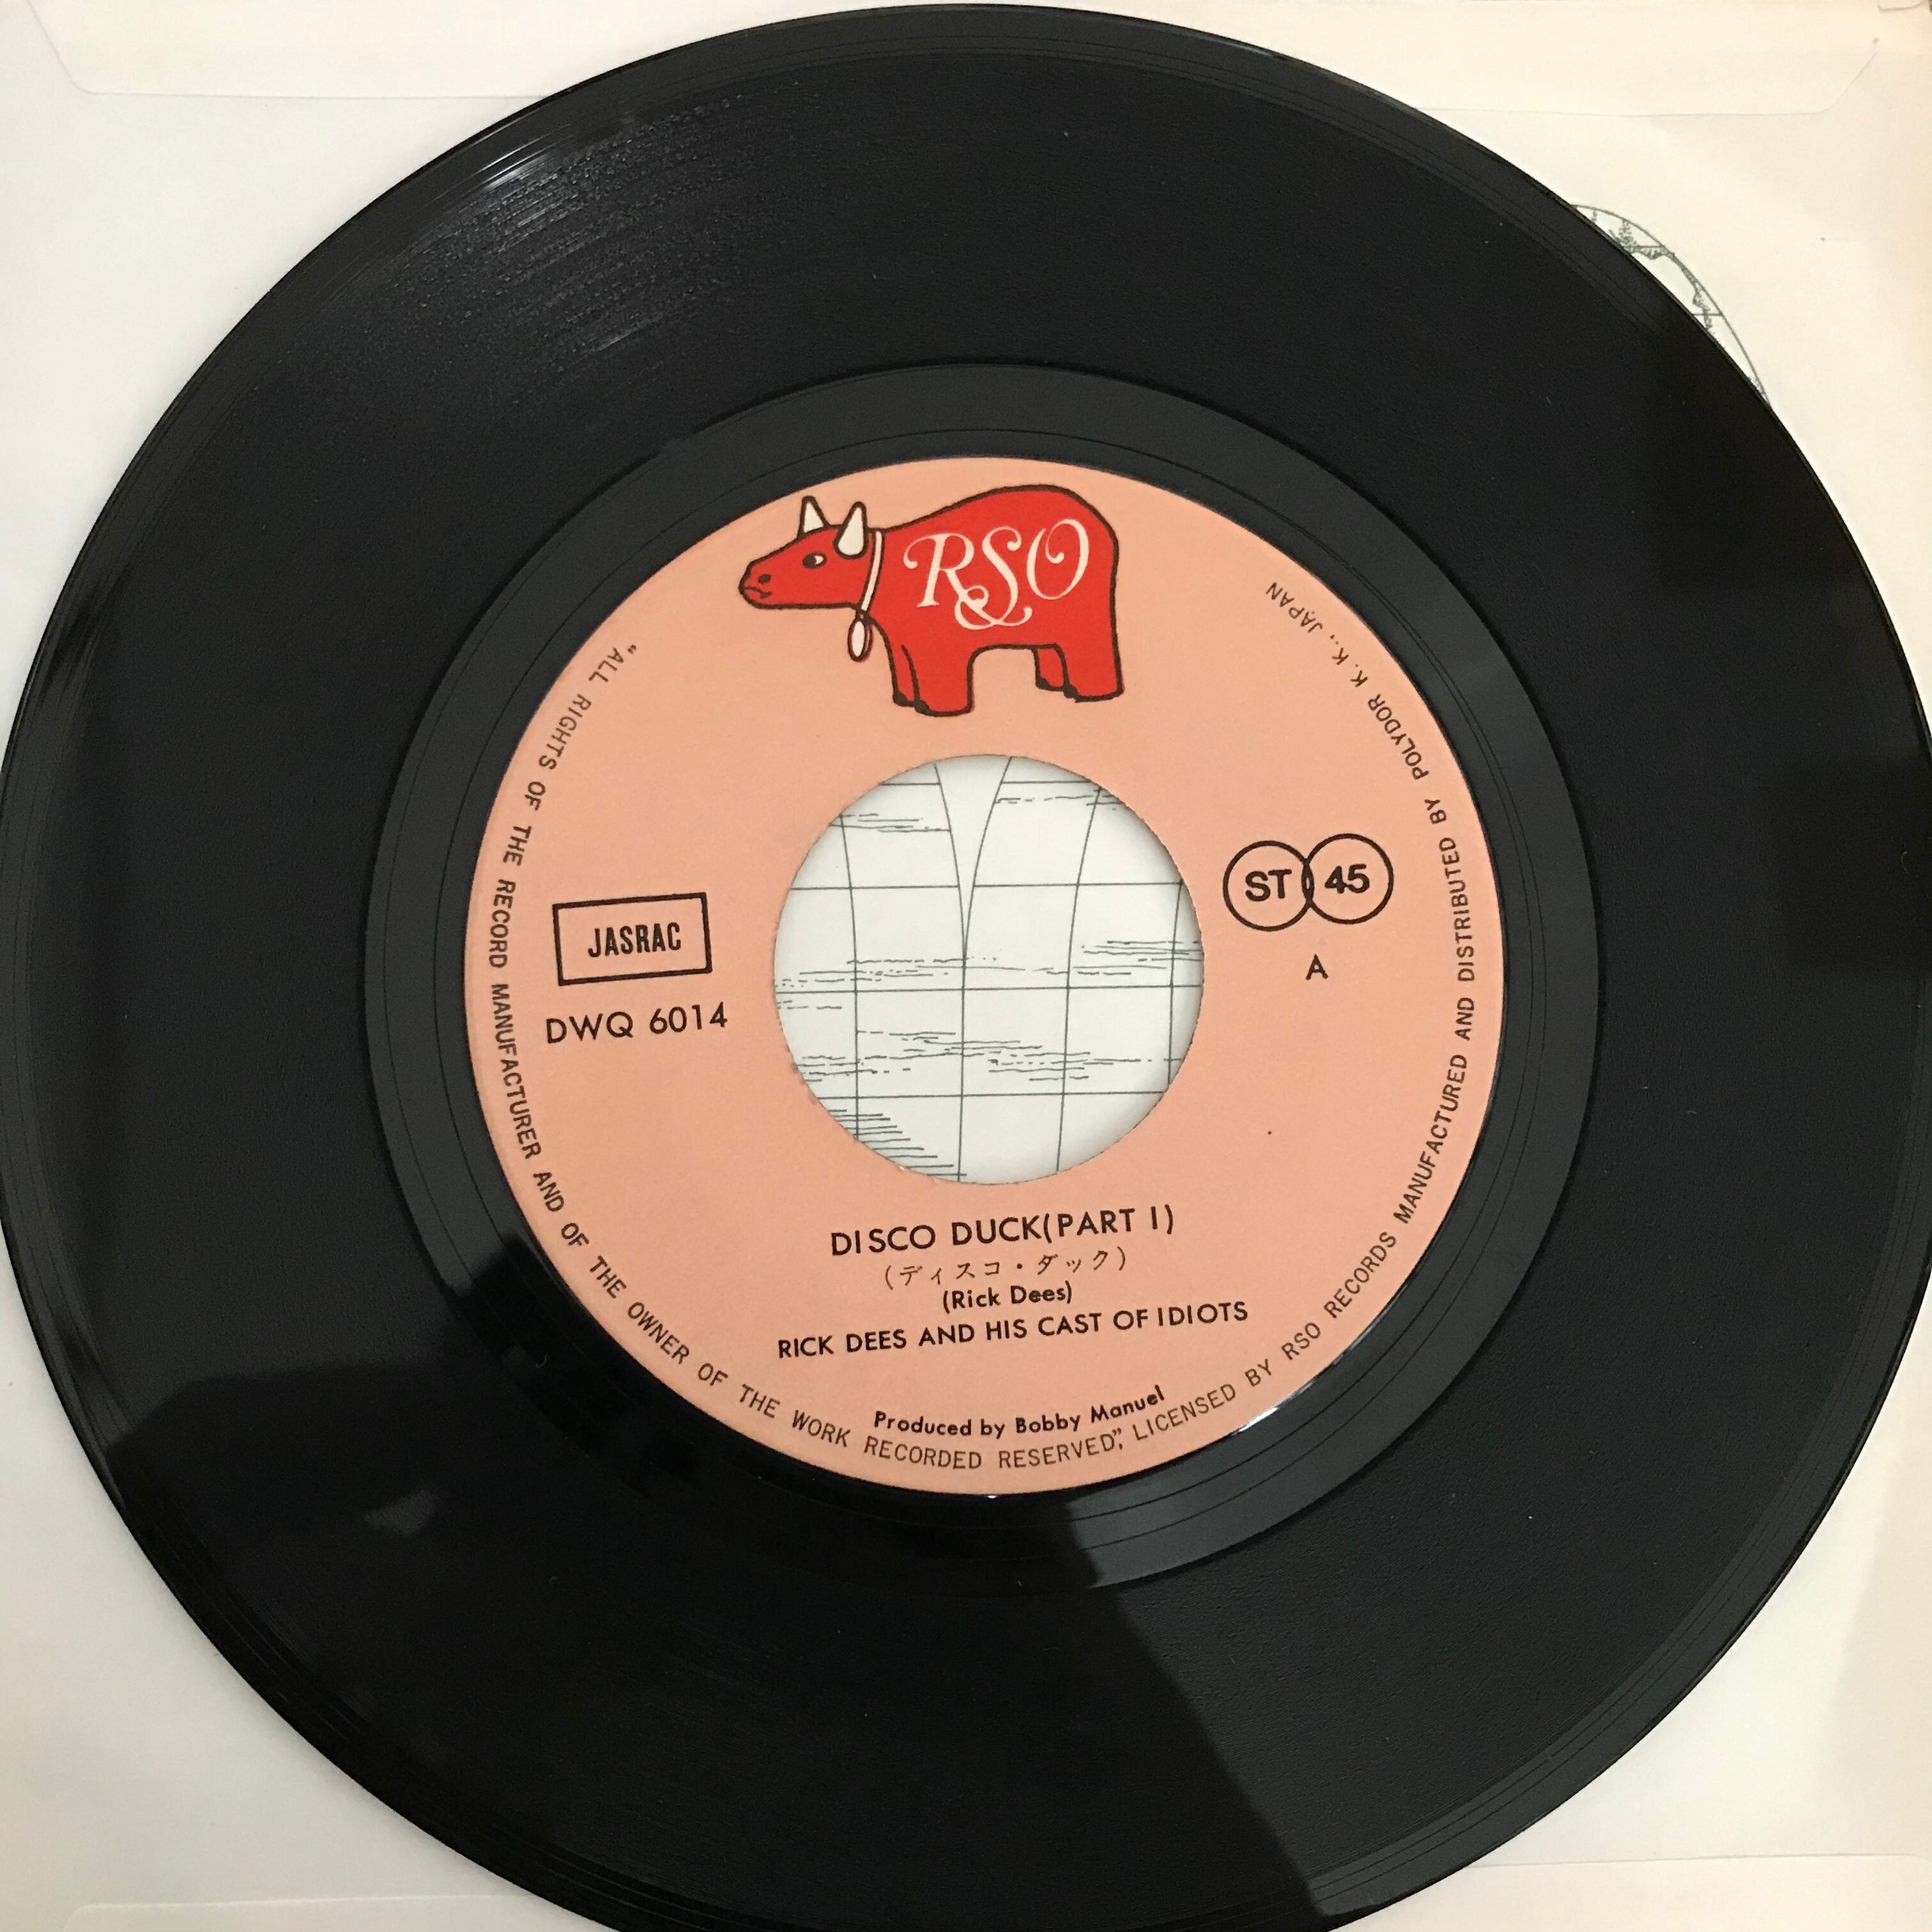 RSO
JASRAC
DWQ 6014
ST 45
A
DISCO DUCK(PART I)
(ディスコ・ダック)
(Rick Dees)
RICK DEES AND HIS CAST OF IDIOTS
Produced by Bobby Manuel
"ALL RIGHTS OF THE RECORD MANUFACTURER AND OF THE OWNER OF THE WORK RECORDED RESERVED", LICENSED BY RSO RECORDS MANUFACTURED AND DISTRIBUTED BY POLYDOR K. K., JAPAN